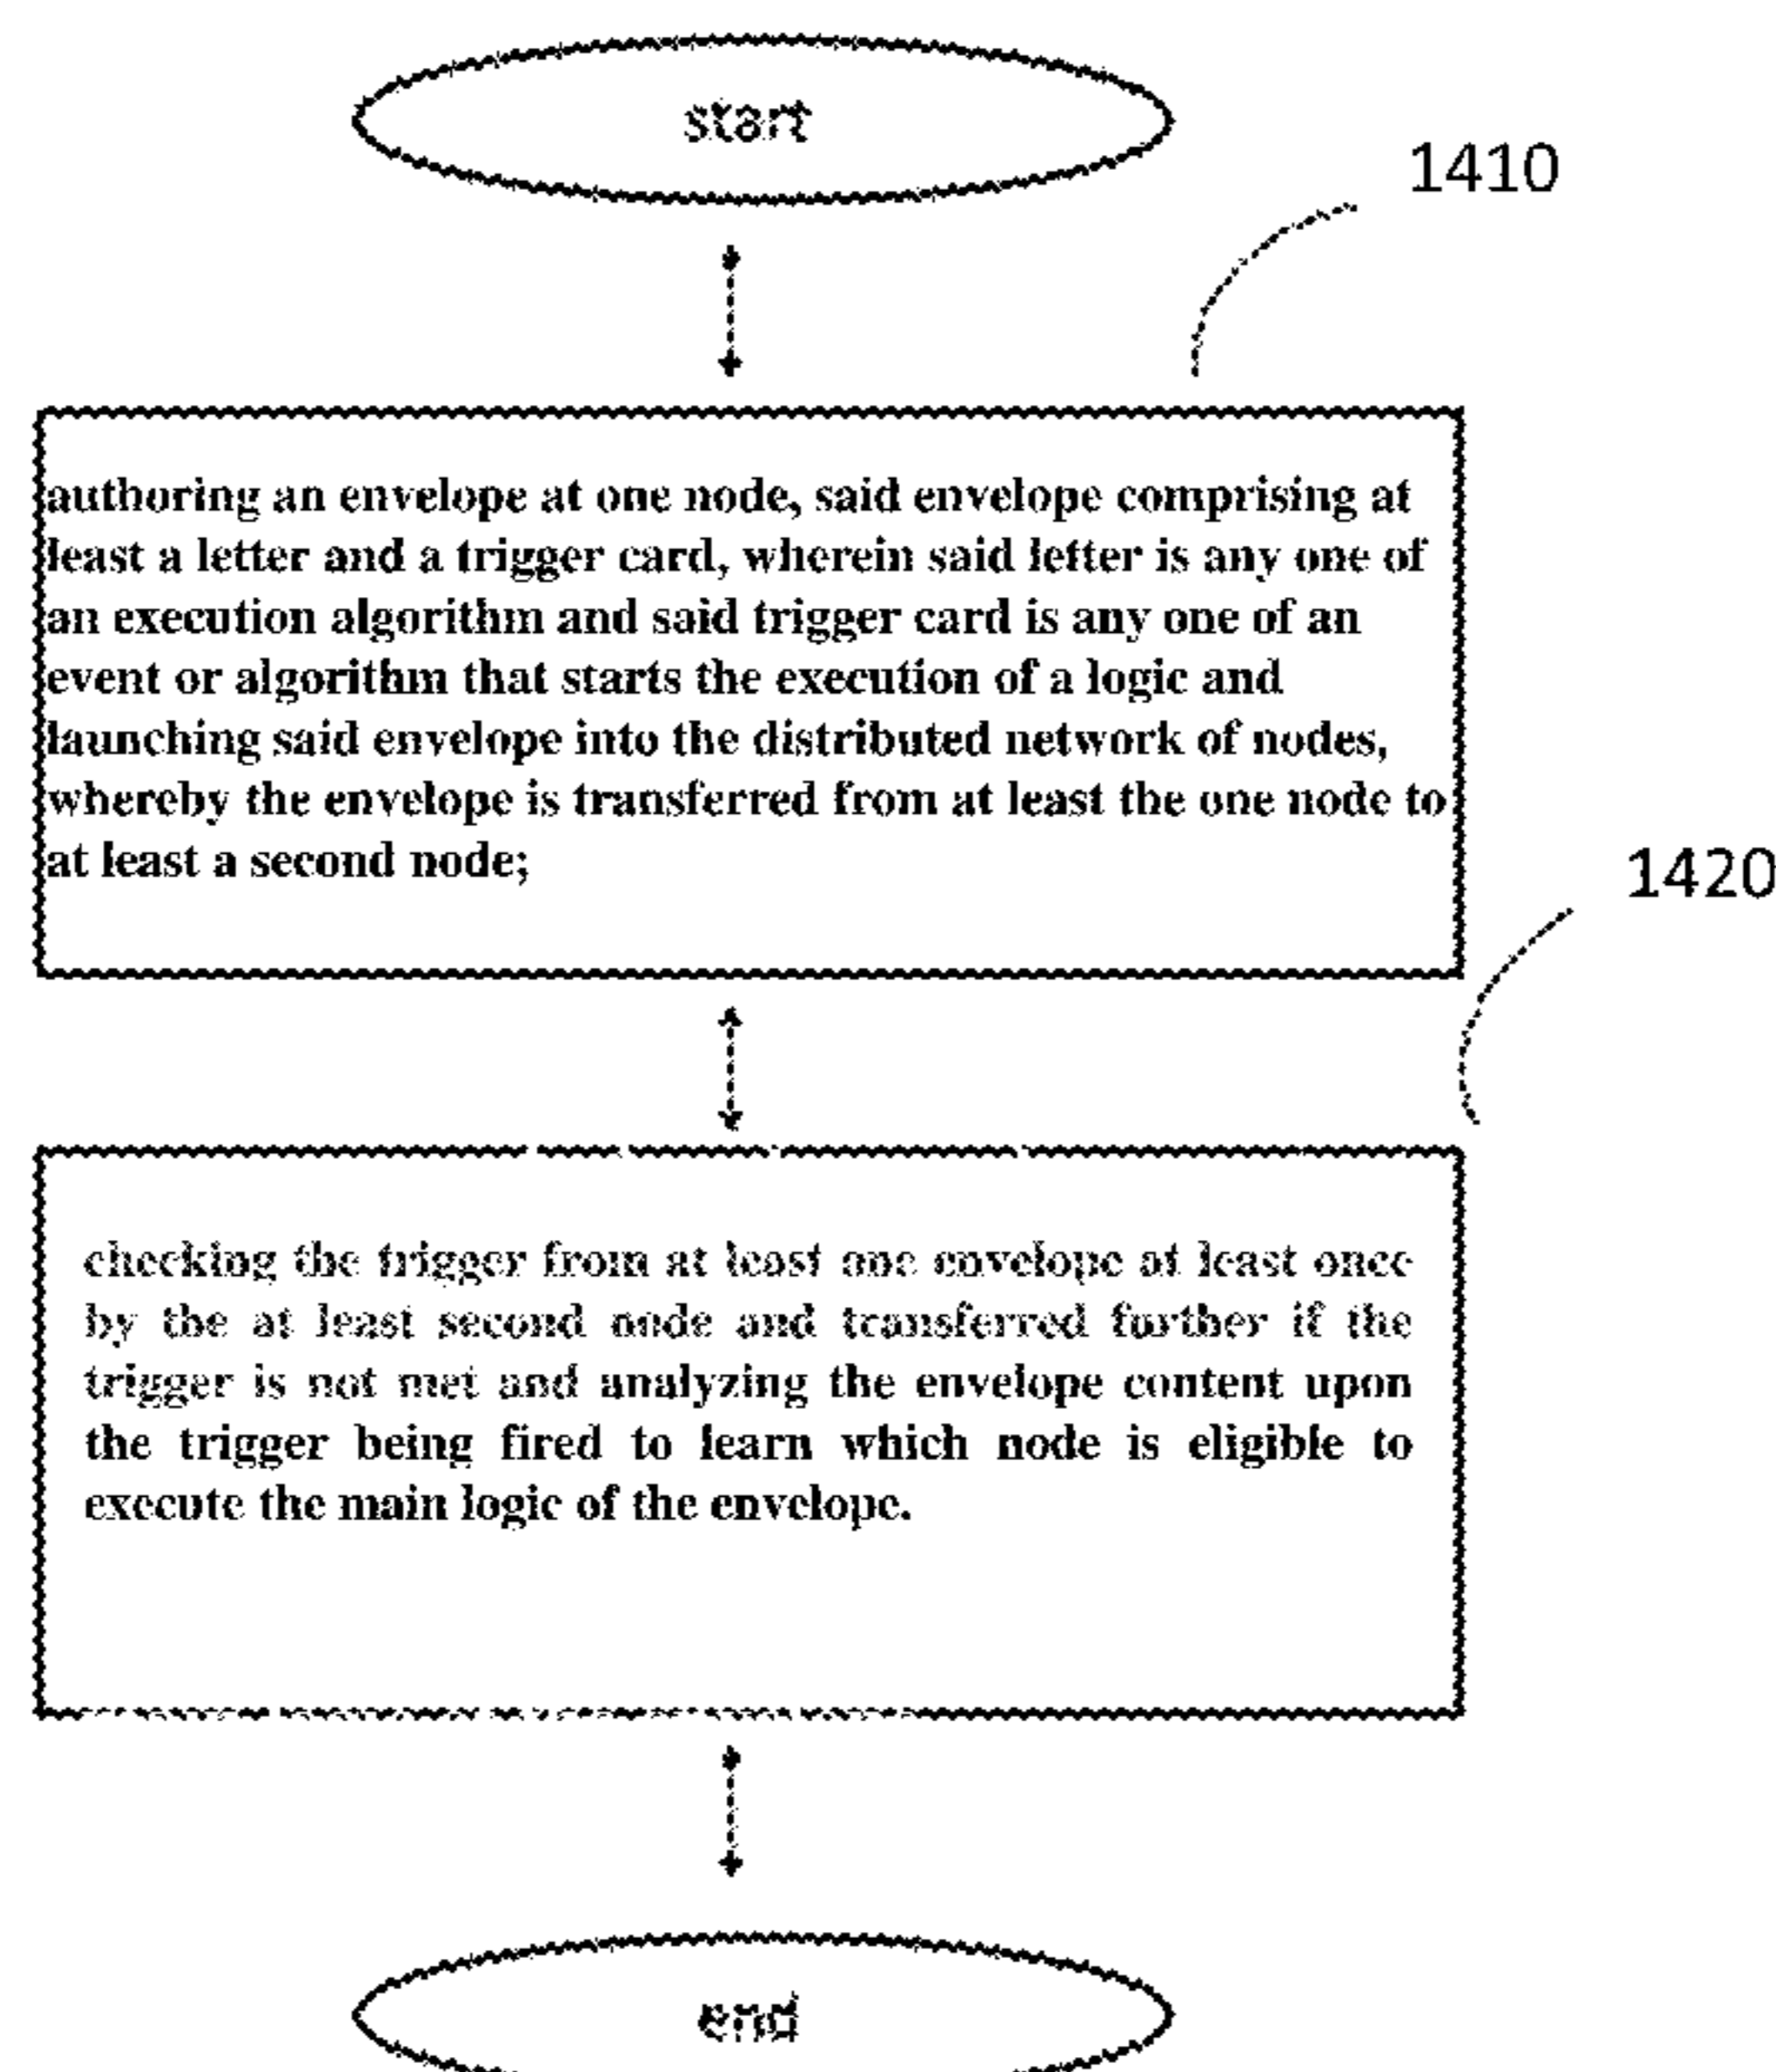 start
1410
authoring an envelope at one node, said envelope comprising at
least a letter and a trigger card, wherein said letter is any one of
an execution algorithm and said trigger card is any one of an
event or algorithm that starts the execution of a logic and
launching said envelope into the distributed network of nodes,
whereby the envelope is transferred from at least the one node to
at least a second node;
1420
checking the trigger from at least one envelope at least once
by the at least second node and transferred further if the
trigger is not met and analyzing the envelope content upon
the trigger being fired to learn which node is eligible to
execute the main logic of the envelope.
end